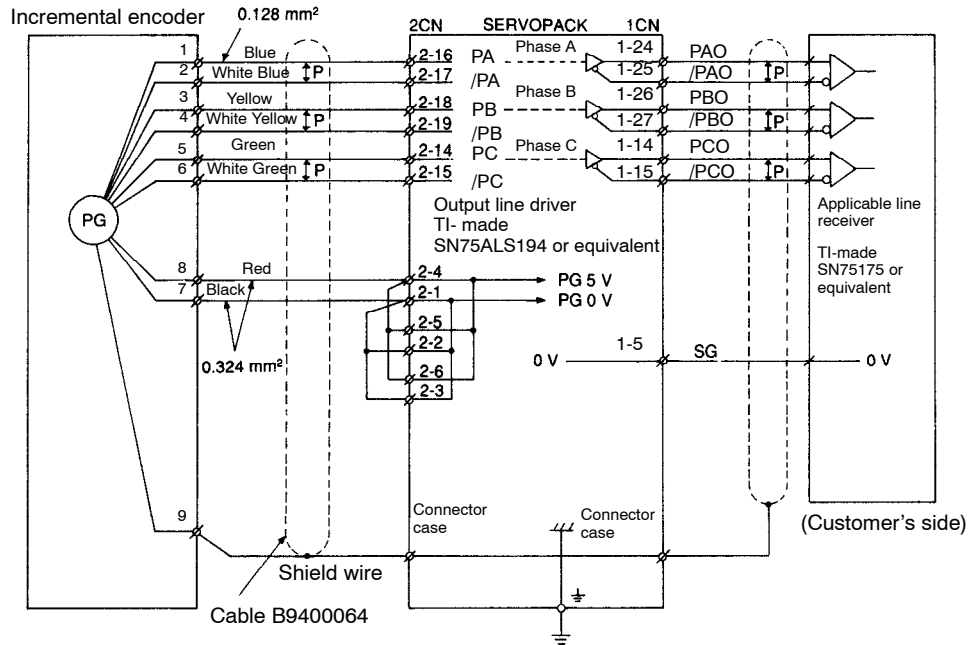 Incremental encoder
0.128 mm²
2CN SERVOPACK 1CN
1 Blue 2-16 PA Phase A 1-24 PAO
2 White Blue P 2-17 /PA 1-25 /PAO P
3 Yellow 2-18 PB Phase B 1-26 PBO
4 White Yellow P 2-19 /PB 1-27 /PBO P
5 Green 2-14 PC Phase C 1-14 PCO
6 White Green P 2-15 /PC 1-15 /PCO P
PG
Output line driver
TI- made
SN75ALS194 or equivalent
Applicable line
receiver
TI-made
SN75175 or
equivalent
8 Red 2-4 PG 5 V
7 Black 2-1 PG 0 V
2-5
2-2
2-6
2-3
0.324 mm²
0 V 1-5 SG 0 V
9
Connector
case
Connector
case
(Customer's side)
Shield wire
Cable B9400064